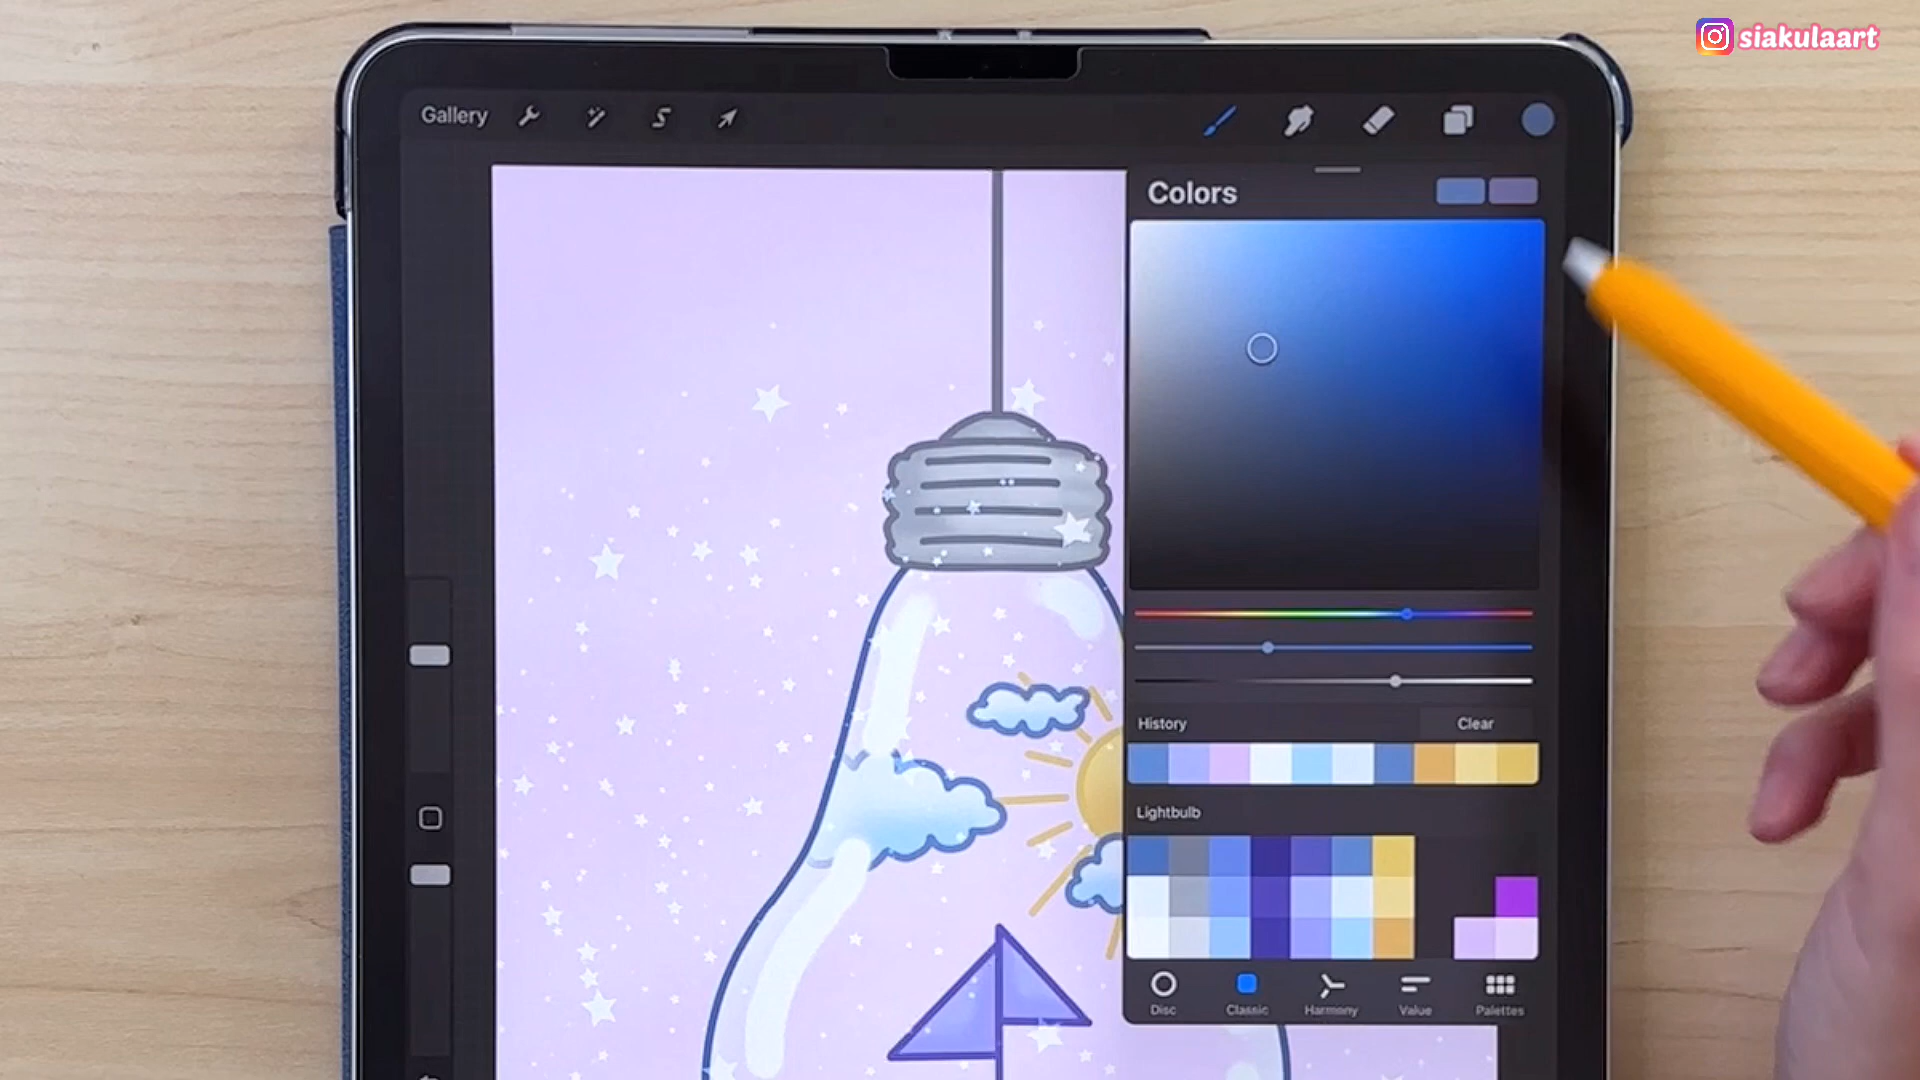 siakulaart
Gallery
Colors
History
Clear
Lightbulb
Disc
Classic
Harmony
Value
Palettes